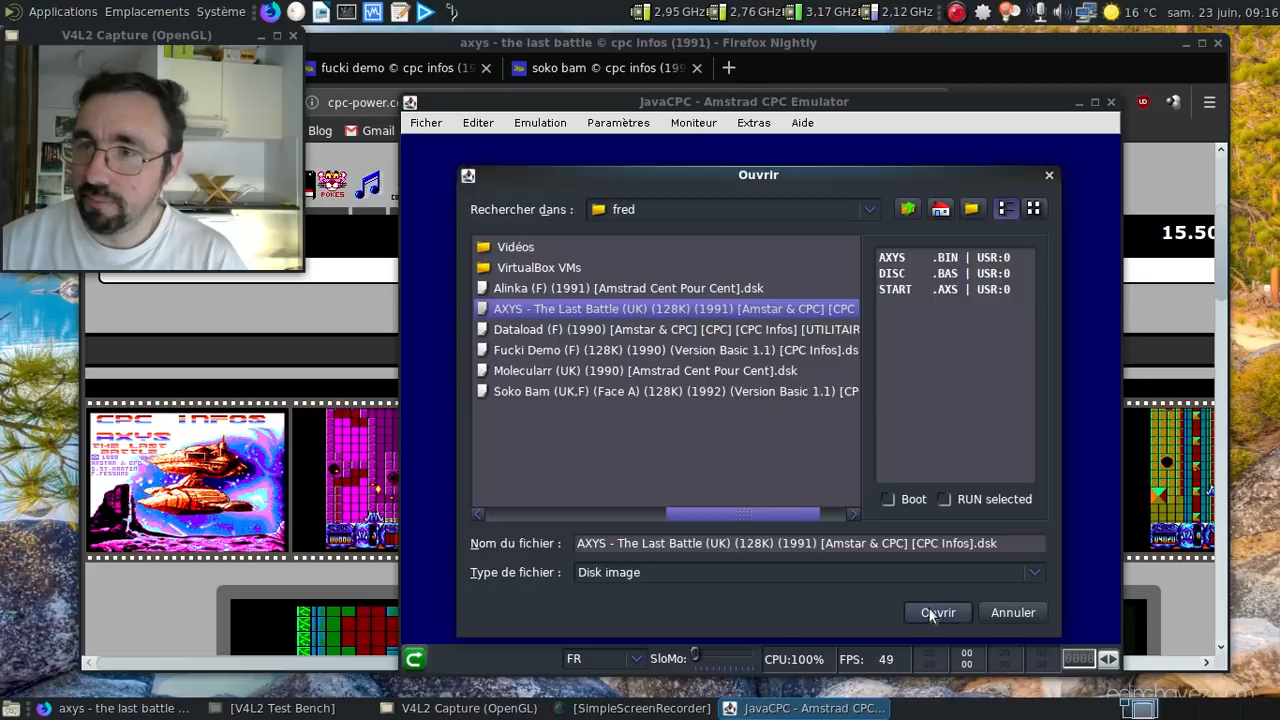 Applications Emplacements Système 2,95 GHz 2,76 GHz 3,17 GHz 2,12 GHz 16 °C sam. 23 juin, 09:16
V4L2 Capture (OpenGL)
axys - the last battle © cpc infos (1991) - Firefox Nightly
fucki demo © cpc infos (19 soko bam © cpc infos (199
cpc-power.co
JavaCPC - Amstrad CPC Emulator
Blog Gmail
Ficher Editer Emulation Paramètres Moniteur Extras Aide
POKES
Ouvrir
Rechercher dans : fred
15.50
Vidéos
VirtualBox VMs
Alinka (F) (1991) [Amstrad Cent Pour Cent].dsk
AXYS - The Last Battle (UK) (128K) (1991) [Amstar & CPC] [CPC
Dataload (F) (1990) [Amstar & CPC] [CPC] [CPC Infos] [UTILITAIR
Fucki Demo (F) (128K) (1990) (Version Basic 1.1) [CPC Infos].ds
Molecularr (UK) (1990) [Amstrad Cent Pour Cent].dsk
Soko Bam (UK,F) (Face A) (128K) (1992) (Version Basic 1.1) [CP
AXYS .BIN | USR:0
DISC .BAS | USR:0
START .AXS | USR:0
Boot RUN selected
CPC INFOS
AXYS
THE LAST
BATTLE
Nom du fichier : AXYS - The Last Battle (UK) (128K) (1991) [Amstar & CPC] [CPC Infos].dsk
Type de fichier : Disk image
Ouvrir Annuler
FR SloMo: CPU:100% FPS: 49 00 00
axys - the last battle ... [V4L2 Test Bench] V4L2 Capture (OpenGL) [SimpleScreenRecorder] JavaCPC - Amstrad CPC...